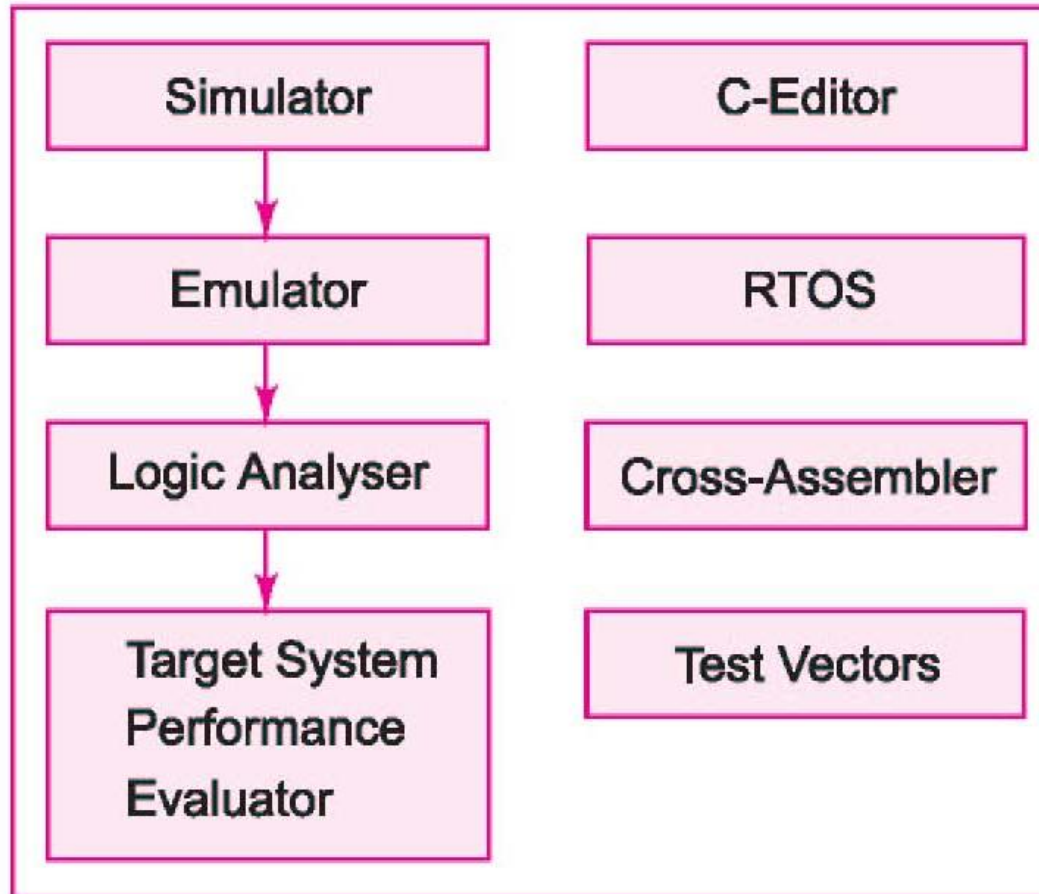 Simulator
C-Editor
Emulator
RTOS
Logic Analyser
Cross-Assembler
Target System
Performance
Evaluator
Test Vectors